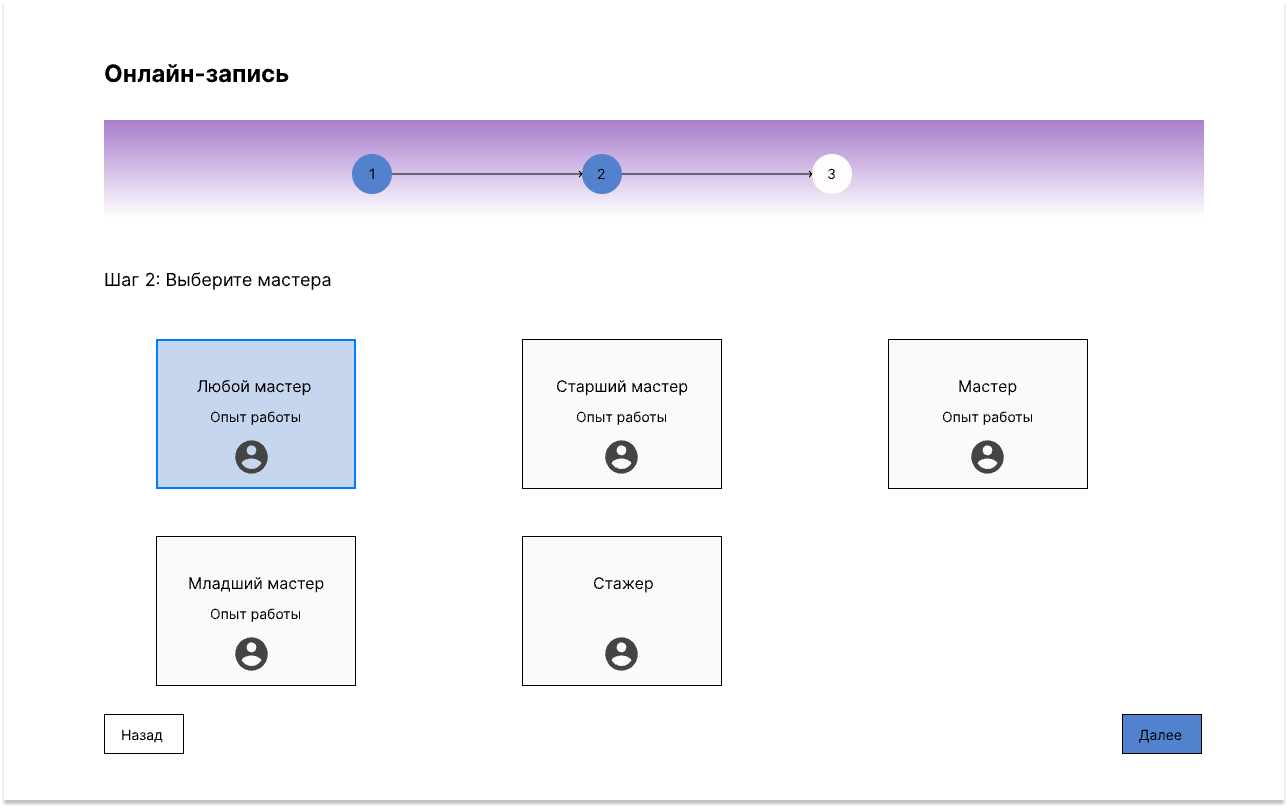 Онлайн-запись
1
2
3
Шаг 2: Выберите мастера
Любой мастер
Опыт работы
Старший мастер
Опыт работы
Мастер
Опыт работы
Младший мастер
Опыт работы
Стажер
Назад
Далее